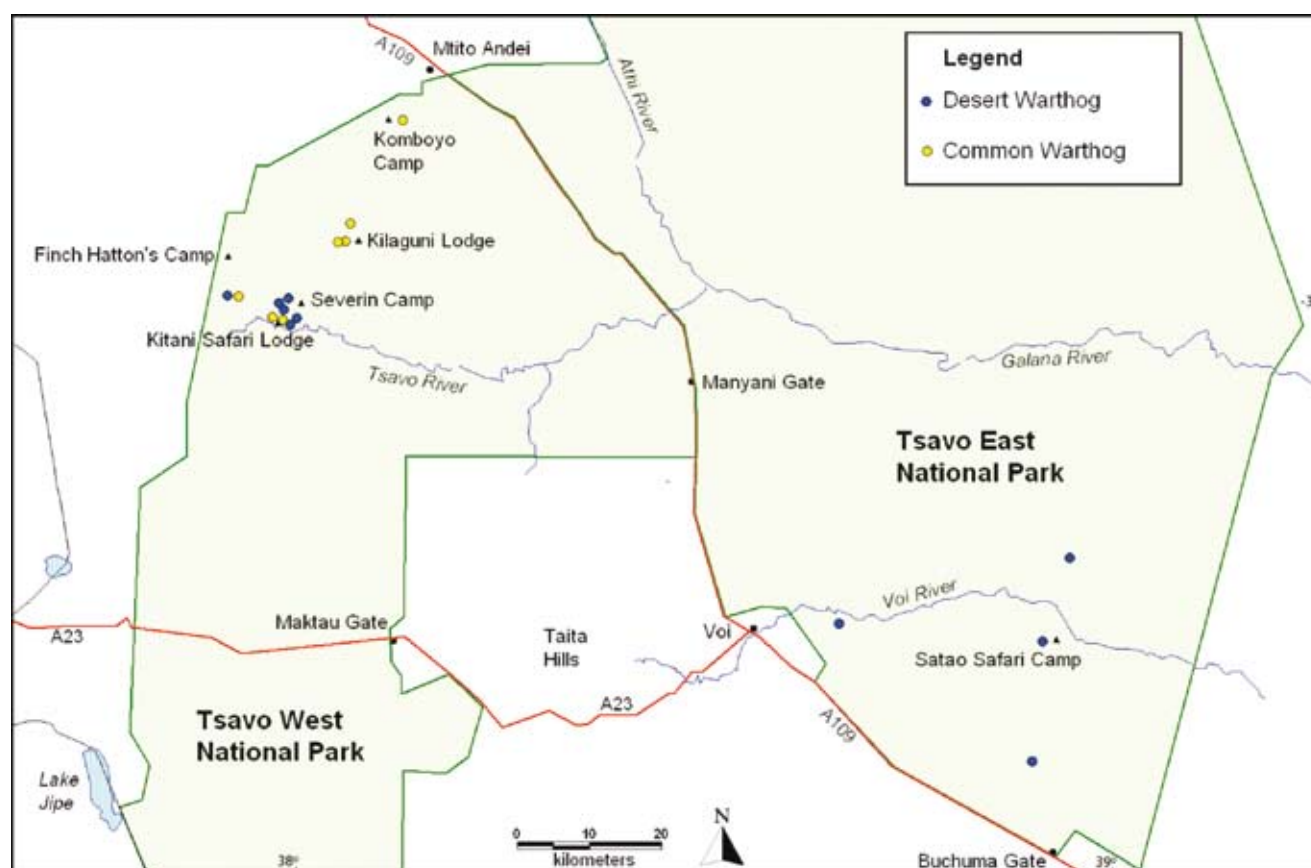 A109
Mtito Andei
Athi River
Legend
Desert Warthog
Common Warthog
Komboyo
Camp
Kilaguni Lodge
Finch Hatton's Camp
Severin Camp
Kitani Safari Lodge
Tsavo River
Galana River
Manyani Gate
Tsavo East
National Park
Voi River
Maktau Gate
A23
Taita
Hills
Voi
Satao Safari Camp
Tsavo West
National Park
A23
A109
Lake
Jipe
0 10 20
kilometers
N
38°
39°
Buchuma Gate